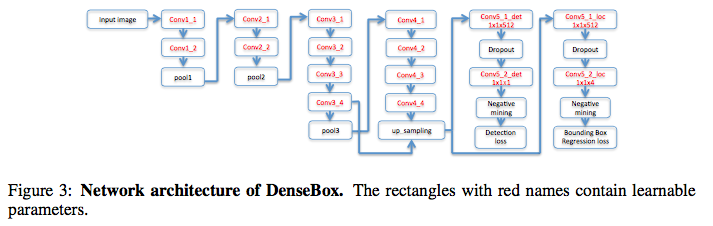 Input image
Conv1_1
Conv1_2
pool1
Conv2_1
Conv2_2
pool2
Conv3_1
Conv3_2
Conv3_3
Conv3_4
pool3
Conv4_1
Conv4_2
Conv4_3
Conv4_4
up_sampling
Conv5_1_det
1x1x512
Dropout
Conv5_2_det
1x1x1
Negative
mining
Detection
loss
Conv5_1_loc
1x1x512
Dropout
Conv5_2_loc
1x1x4
Negative
mining
Bounding Box
Regression loss
Figure 3: Network architecture of DenseBox. The rectangles with red names contain learnable
parameters.